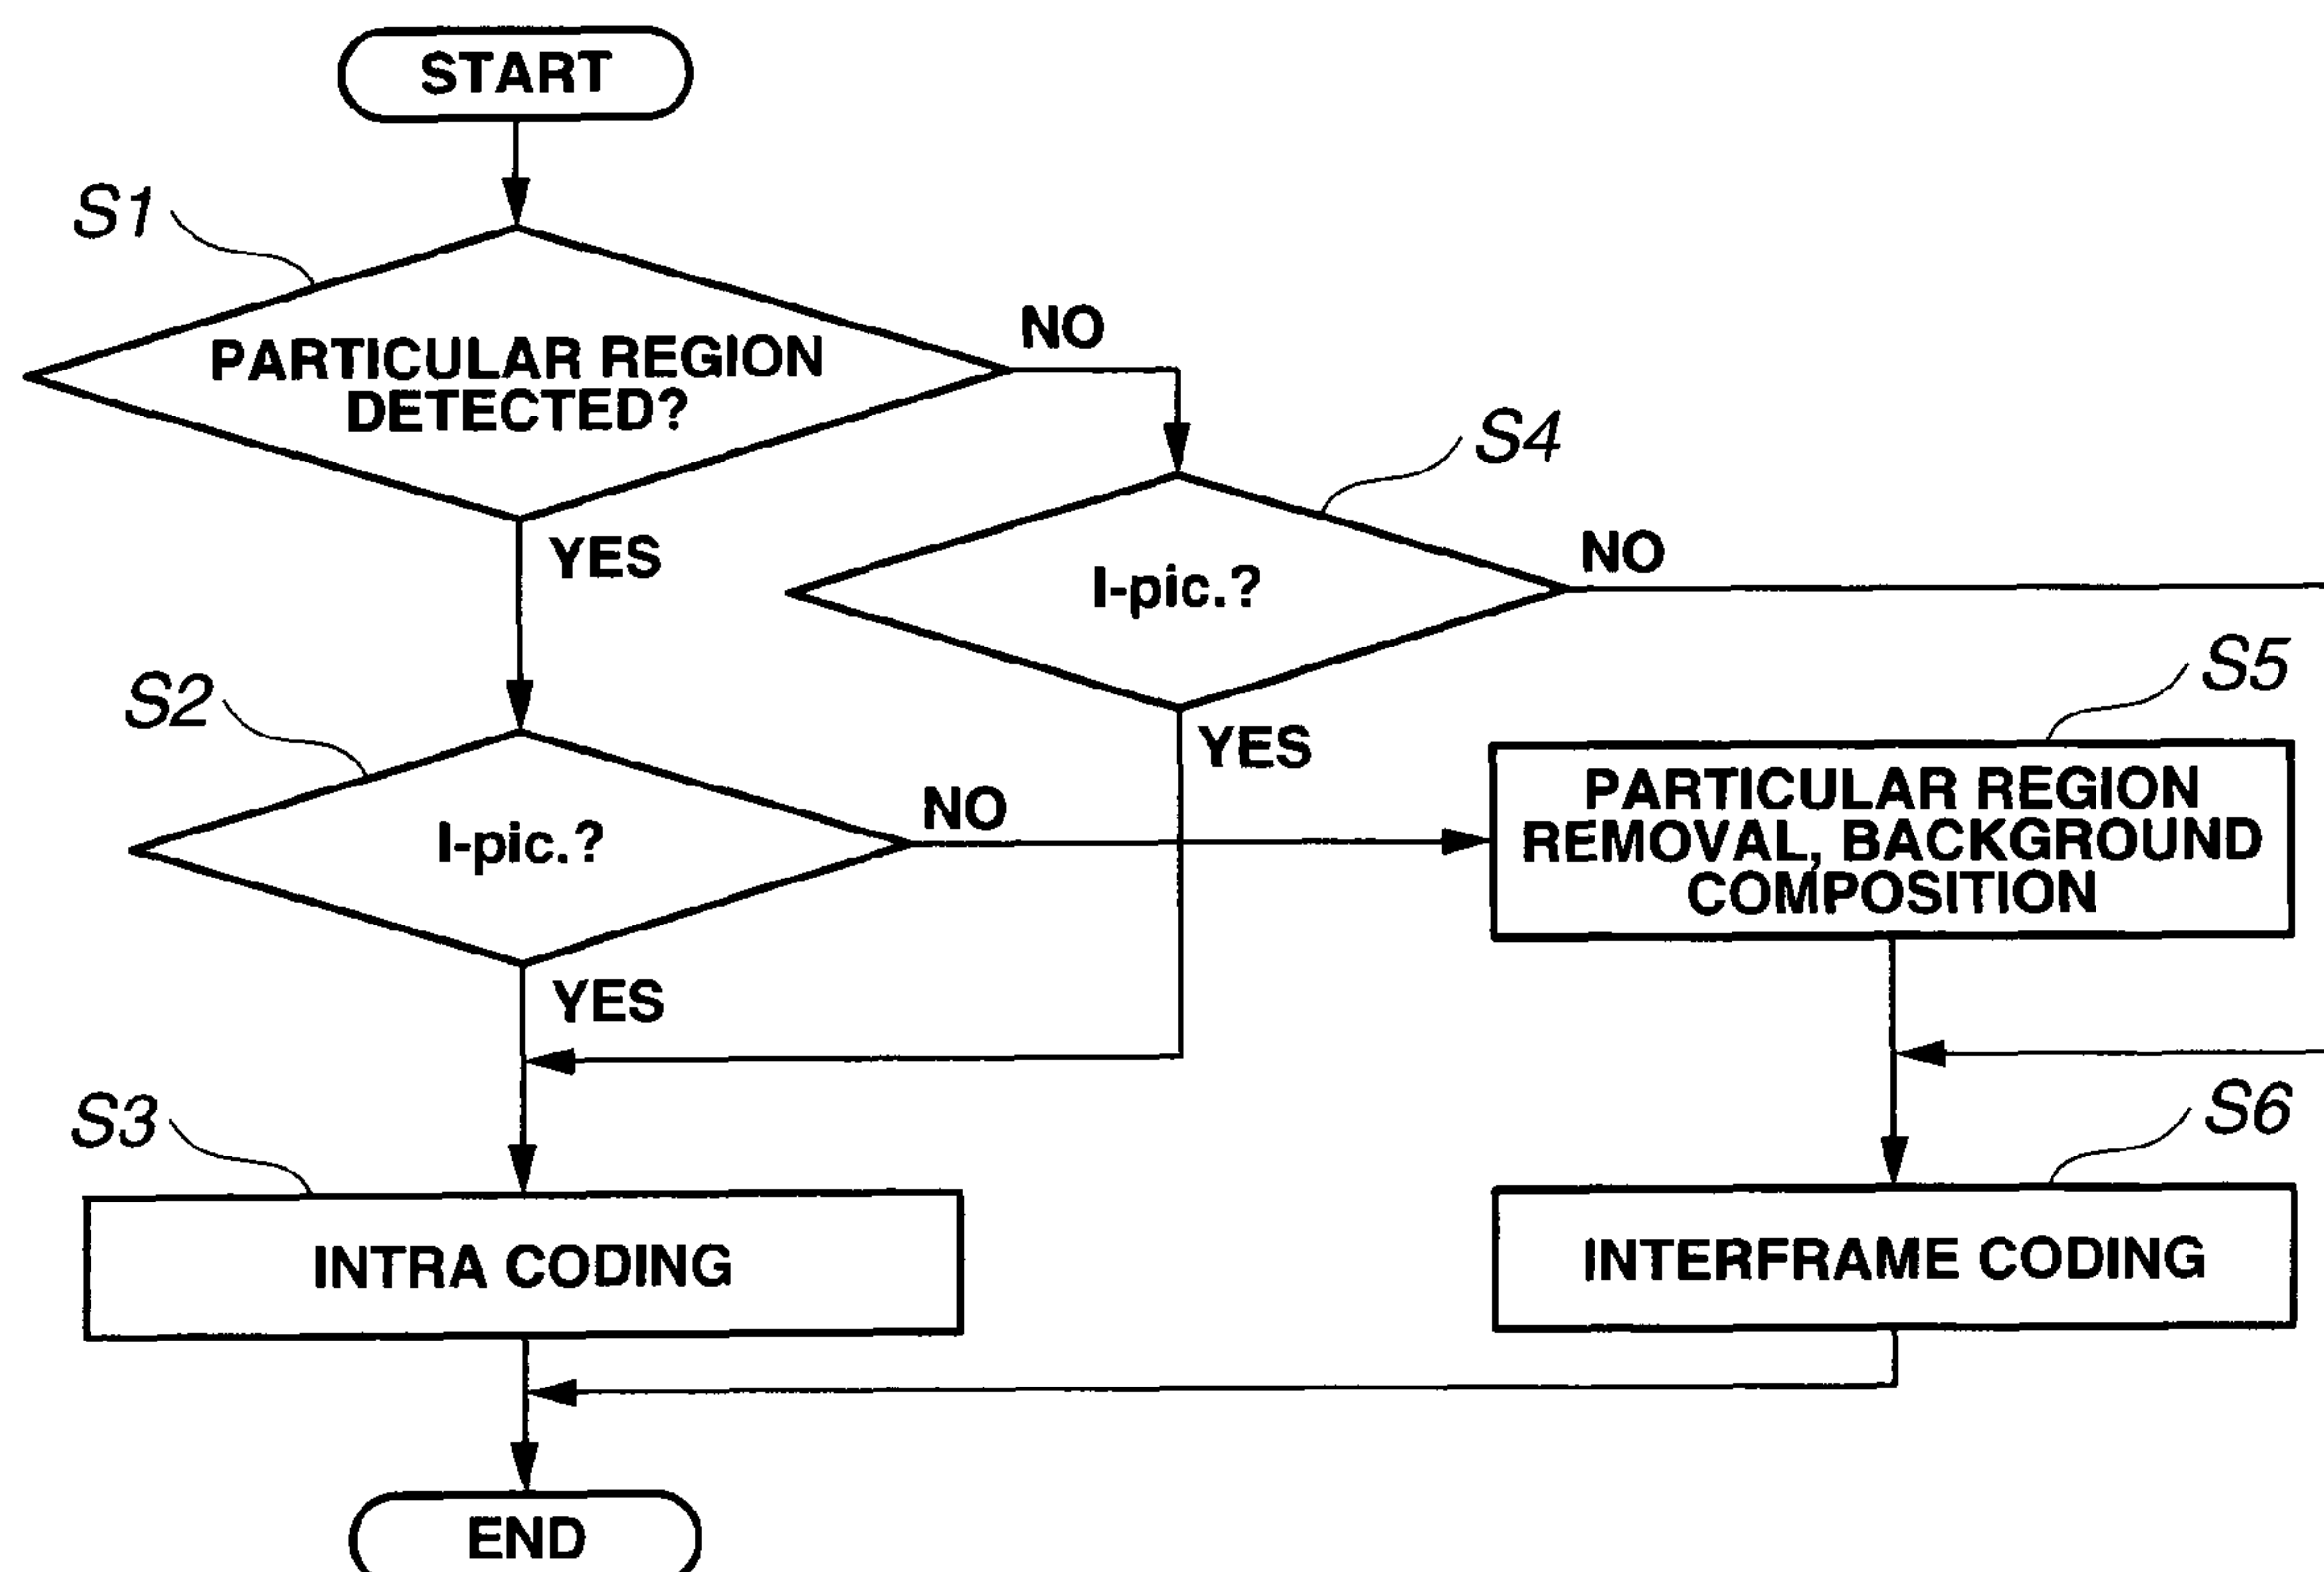 START
S1
PARTICULAR REGION
DETECTED?
NO
S4
YES
I-pic.?
NO
S2
S5
I-pic.?
NO
YES
PARTICULAR REGION
REMOVAL, BACKGROUND
COMPOSITION
YES
S3
S6
INTRA CODING
INTERFRAME CODING
END